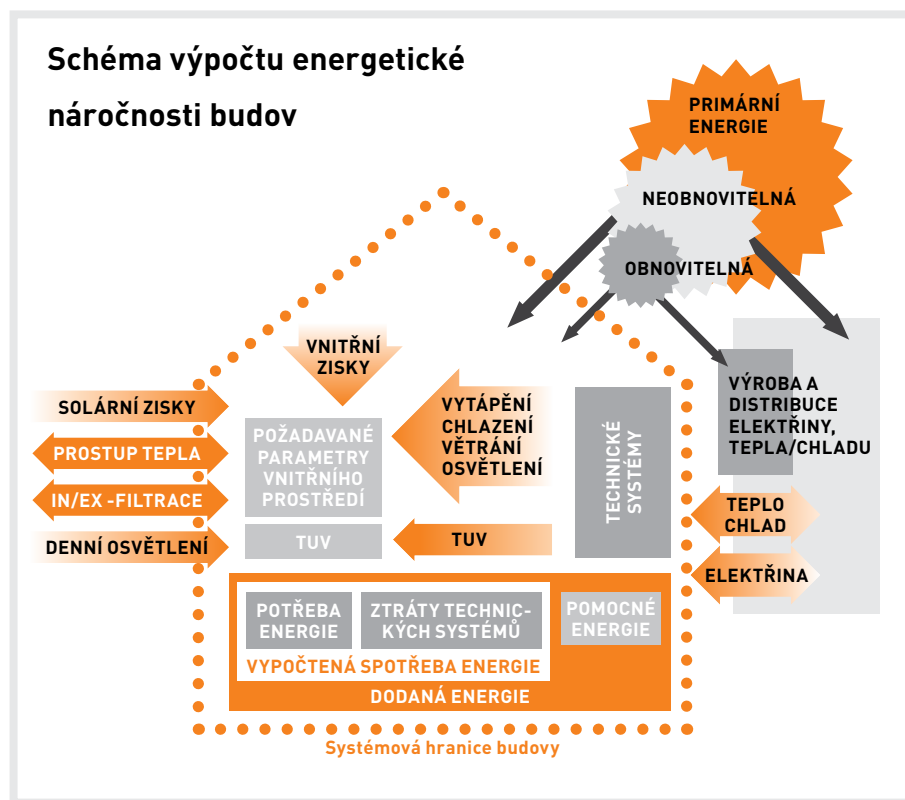 Schéma výpočtu energetické
náročnosti budov
PRIMÁRNÍ
ENERGIE
NEOBNOVITELNÁ
OBNOVITELNÁ
VNITŘNÍ
ZISKY
SOLÁRNÍ ZISKY
PROSTUP TEPLA
IN/EX -FILTRACE
DENNÍ OSVĚTLENÍ
POŽADAVANÉ
PARAMETRY
VNITŘNÍHO
PROSTŘEDÍ
TUV
VYTÁPĚNÍ
CHLAZENÍ
VĚTRÁNÍ
OSVĚTLENÍ
TUV
TECHNICKÉ
SYSTÉMY
VÝROBA A
DISTRIBUCE
ELEKTŘINY,
TEPLA/CHLADU
TEPLO
CHLAD
ELEKTŘINA
POTŘEBA
ENERGIE
ZTRÁTY TECHNIC-
KÝCH SYSTÉMŮ
POMOCNÉ
ENERGIE
VYPOČTENÁ SPOTŘEBA ENERGIE
DODANÁ ENERGIE
Systémová hranice budovy